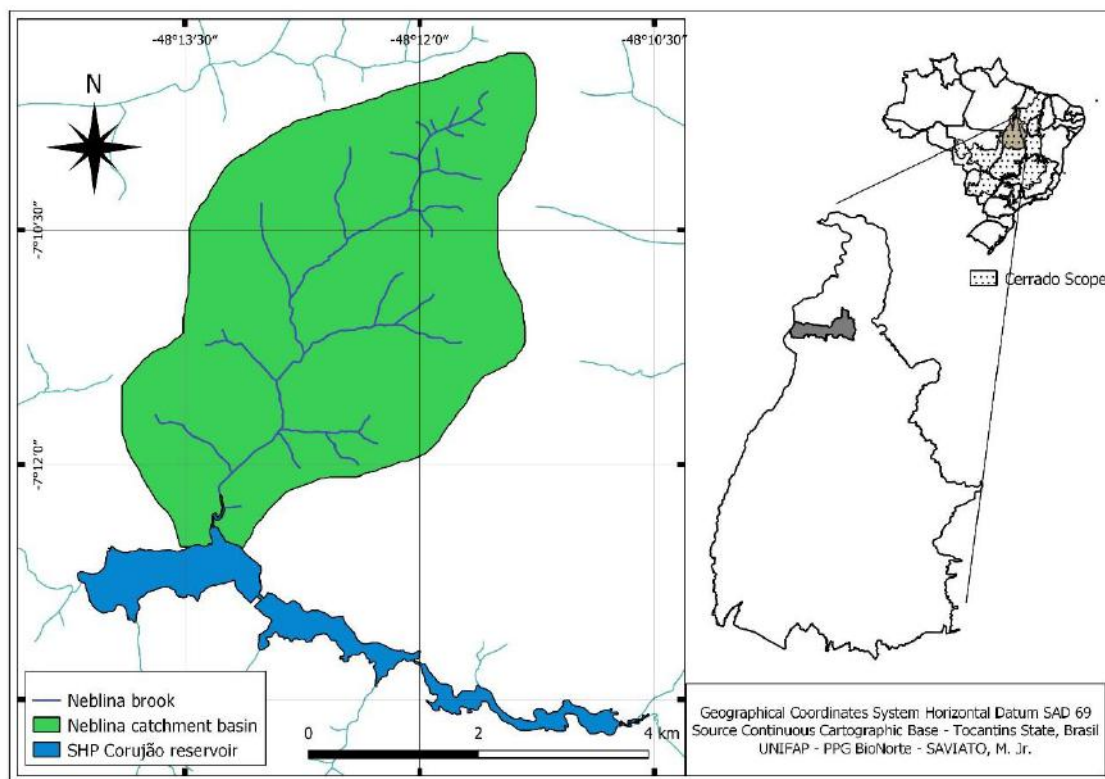 -48°13'30"
-48°12'0"
-48°10'30"
N
-7°10'30"
-7°12'0"
Cerrado Scope
Neblina brook
Neblina catchment basin
SHP Corujão reservoir
0 2 4 km
Geographical Coordinates System Horizontal Datum SAD 69
Source Continuous Cartographic Base - Tocantins State, Brasil
UNIFAP - PPG BioNorte - SAVIATO, M. Jr.